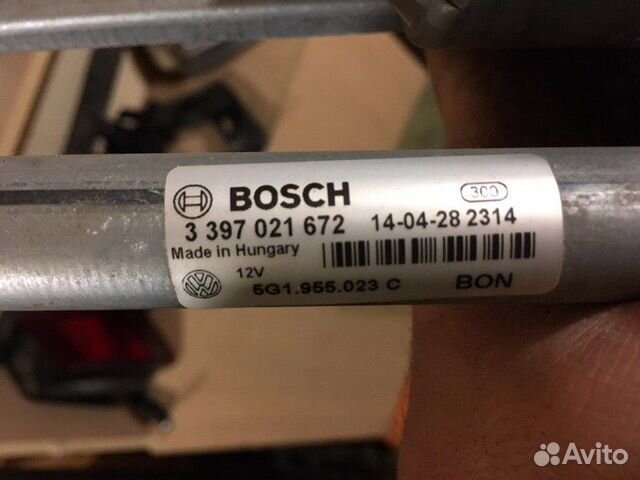 BOSCH 300
3 397 021 672 14-04-28 2314
Made in Hungary
12V
5G1.955.023 C BON
Avito